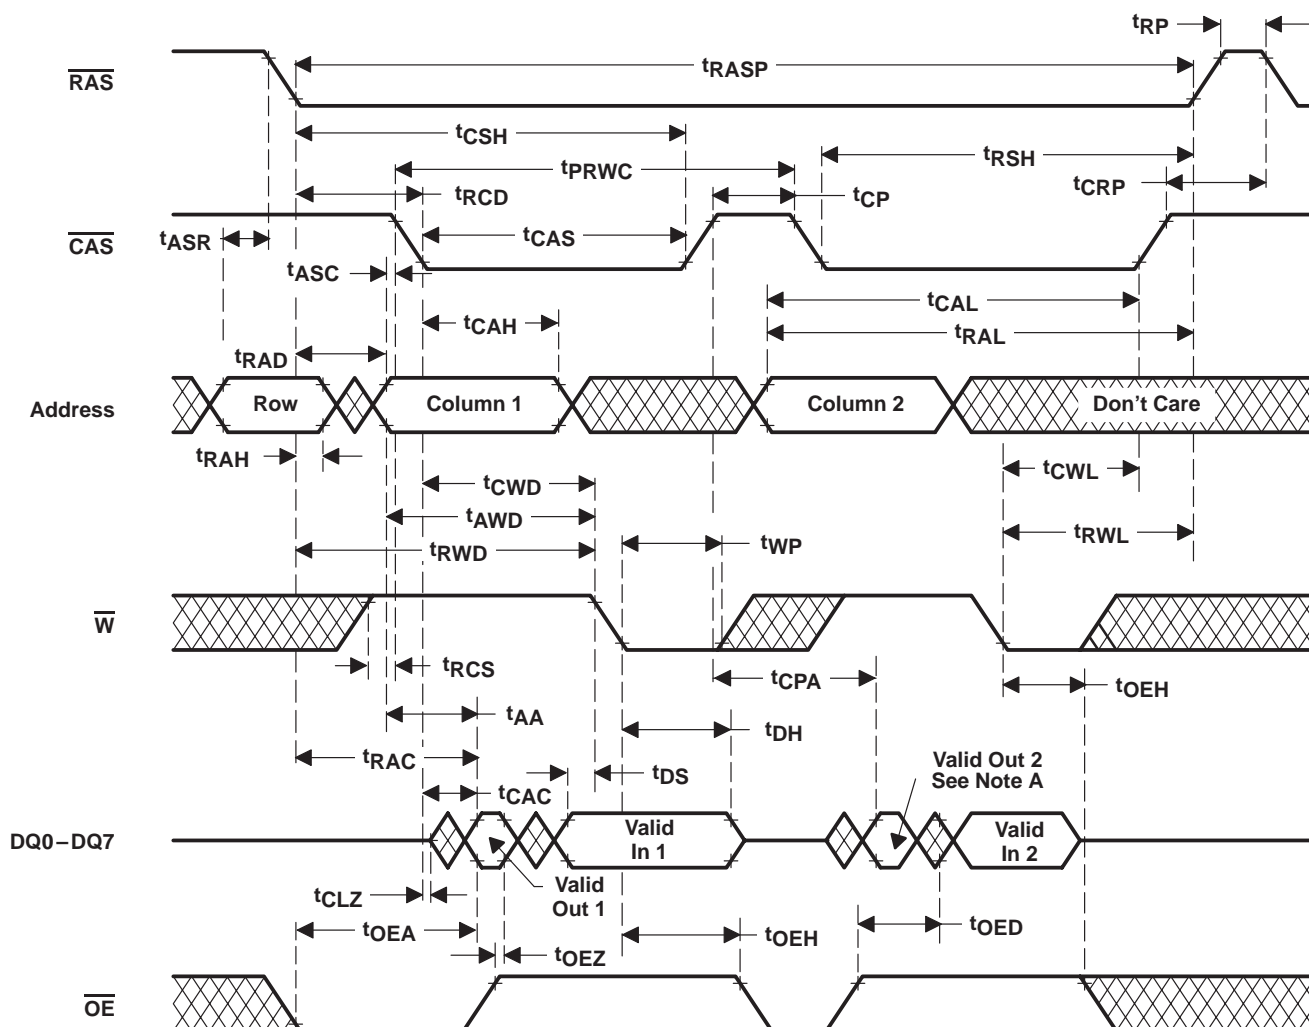 tRP
RAS
tRASP
tCSH
tRSH
tPRWC
tRCD
tCP
tCRP
CAS
tASR
tCAS
tASC
tCAL
tCAH
tRAL
tRAD
Address
Row
Column 1
Column 2
Don't Care
tRAH
tCWD
tCWL
tAWD
tRWD
tWP
tRWL
W
tRCS
tCPA
tOEH
tAA
tDH
tRAC
tDS
Valid Out 2
See Note A
tCAC
DQ0–DQ7
Valid
In 1
Valid
In 2
tCLZ
Valid
Out 1
tOEA
tOEH
tOED
tOEZ
OE